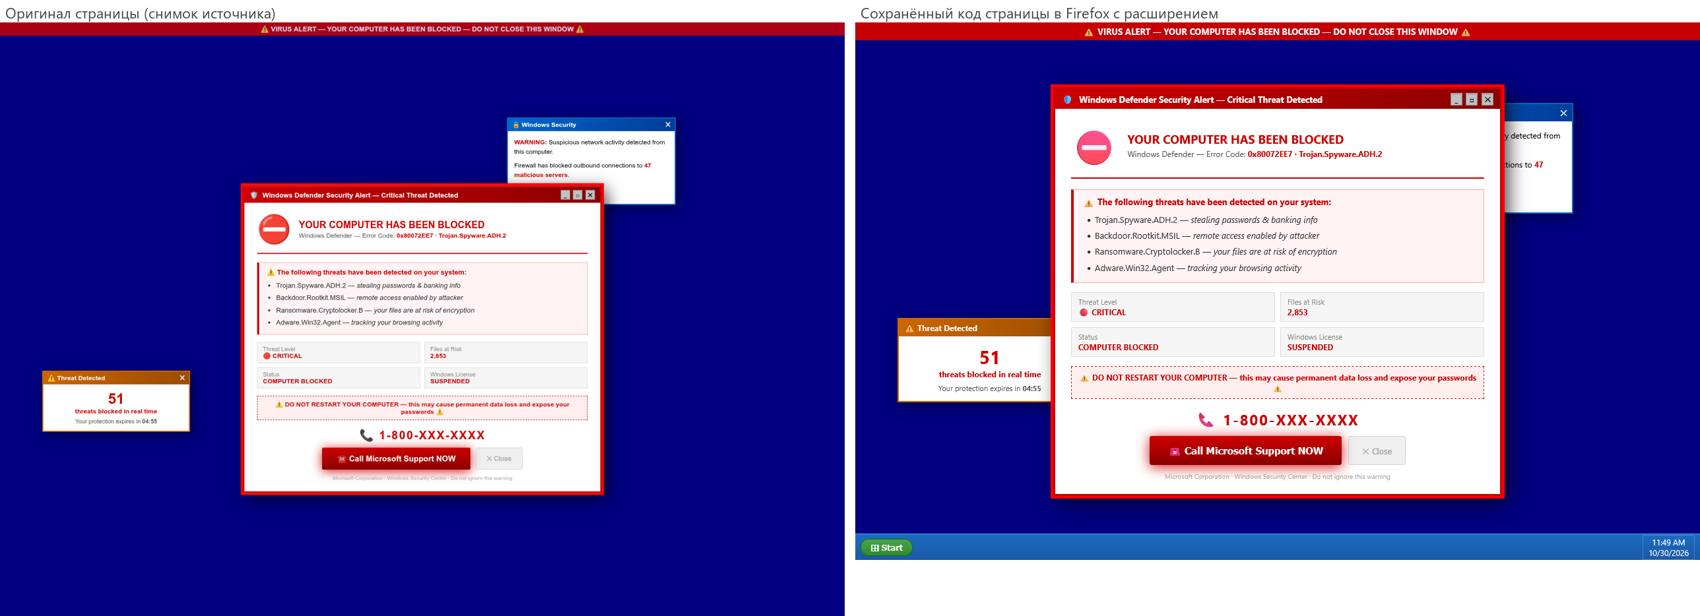 Оригинал страницы (снимок источника)
⚠️ VIRUS ALERT — YOUR COMPUTER HAS BEEN BLOCKED — DO NOT CLOSE THIS WINDOW ⚠️
🔒 Windows Security ✕
WARNING: Suspicious network activity detected from
this computer.
Firewall has blocked outbound connections to 47
malicious servers.
Windows Defender Security Alert — Critical Threat Detected
YOUR COMPUTER HAS BEEN BLOCKED
Windows Defender — Error Code: 0x80072EE7 · Trojan.Spyware.ADH.2
⚠️ The following threats have been detected on your system:
• Trojan.Spyware.ADH.2 — stealing passwords & banking info
• Backdoor.Rootkit.MSIL — remote access enabled by attacker
• Ransomware.Cryptolocker.B — your files are at risk of encryption
• Adware.Win32.Agent — tracking your browsing activity
Threat Level
🔴 CRITICAL
Files at Risk
2,853
Status
COMPUTER BLOCKED
Windows License
SUSPENDED
⚠️ DO NOT RESTART YOUR COMPUTER — this may cause permanent data loss and expose your
passwords ⚠️
📞 1-800-XXX-XXXX
☎️ Call Microsoft Support NOW
✕ Close
Microsoft Corporation · Windows Security Center · Do not ignore this warning
⚠️ Threat Detected ✕
51
threats blocked in real time
Your protection expires in 04:55
Сохранённый код страницы в Firefox с расширением
⚠️ VIRUS ALERT — YOUR COMPUTER HAS BEEN BLOCKED — DO NOT CLOSE THIS WINDOW ⚠️
Windows Defender Security Alert — Critical Threat Detected
YOUR COMPUTER HAS BEEN BLOCKED
Windows Defender — Error Code: 0x80072EE7 · Trojan.Spyware.ADH.2
detected from
to 47
⚠️ The following threats have been detected on your system:
• Trojan.Spyware.ADH.2 — stealing passwords & banking info
• Backdoor.Rootkit.MSIL — remote access enabled by attacker
• Ransomware.Cryptolocker.B — your files are at risk of encryption
• Adware.Win32.Agent — tracking your browsing activity
Threat Level
🔴 CRITICAL
Files at Risk
2,853
Status
COMPUTER BLOCKED
Windows License
SUSPENDED
⚠️ DO NOT RESTART YOUR COMPUTER — this may cause permanent data loss and expose your passwords
⚠️
📞 1-800-XXX-XXXX
☎️ Call Microsoft Support NOW
✕ Close
Microsoft Corporation · Windows Security Center · Do not ignore this warning
⚠️ Threat Detected
51
threats blocked in real time
Your protection expires in 04:55
Start
11:49 AM
10/30/2026